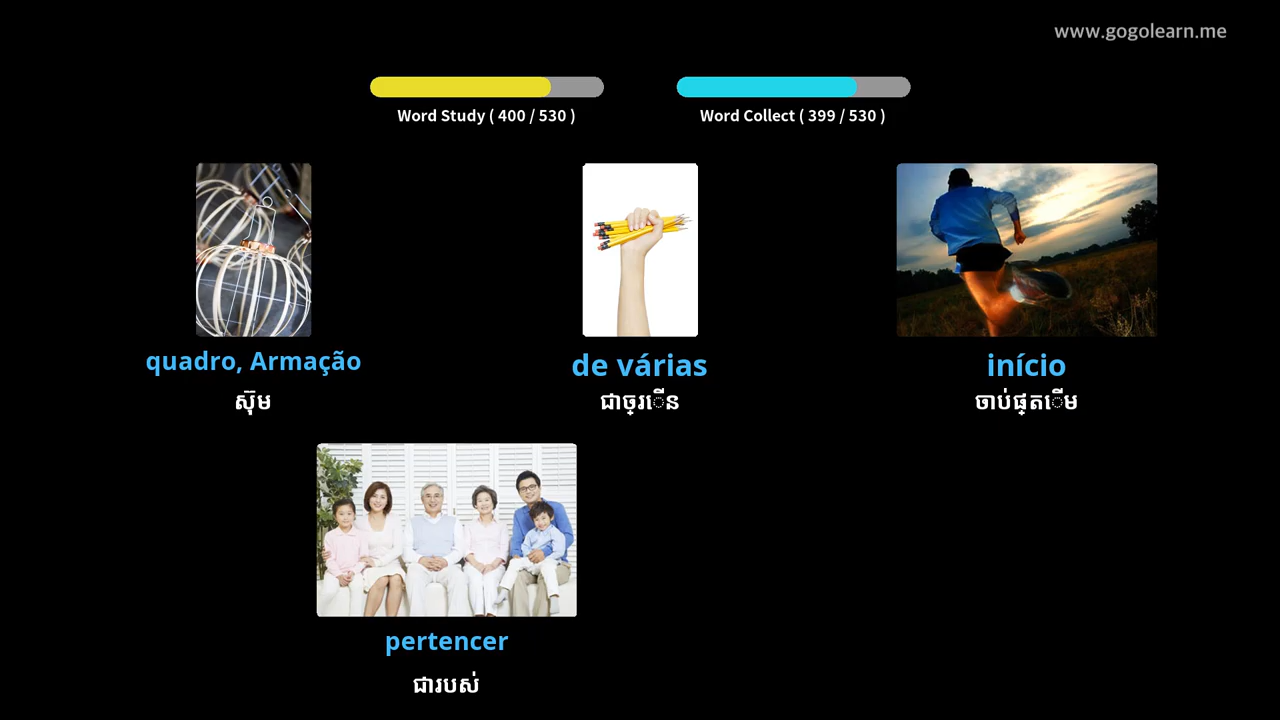 www.gogolearn.me
Word Study ( 400 / 530 )
Word Collect ( 399 / 530 )
quadro, Armação
de várias
início
ស៊ុម
ជាច្រើន
ចាប់ផ្តើម
pertencer
ជារបស់